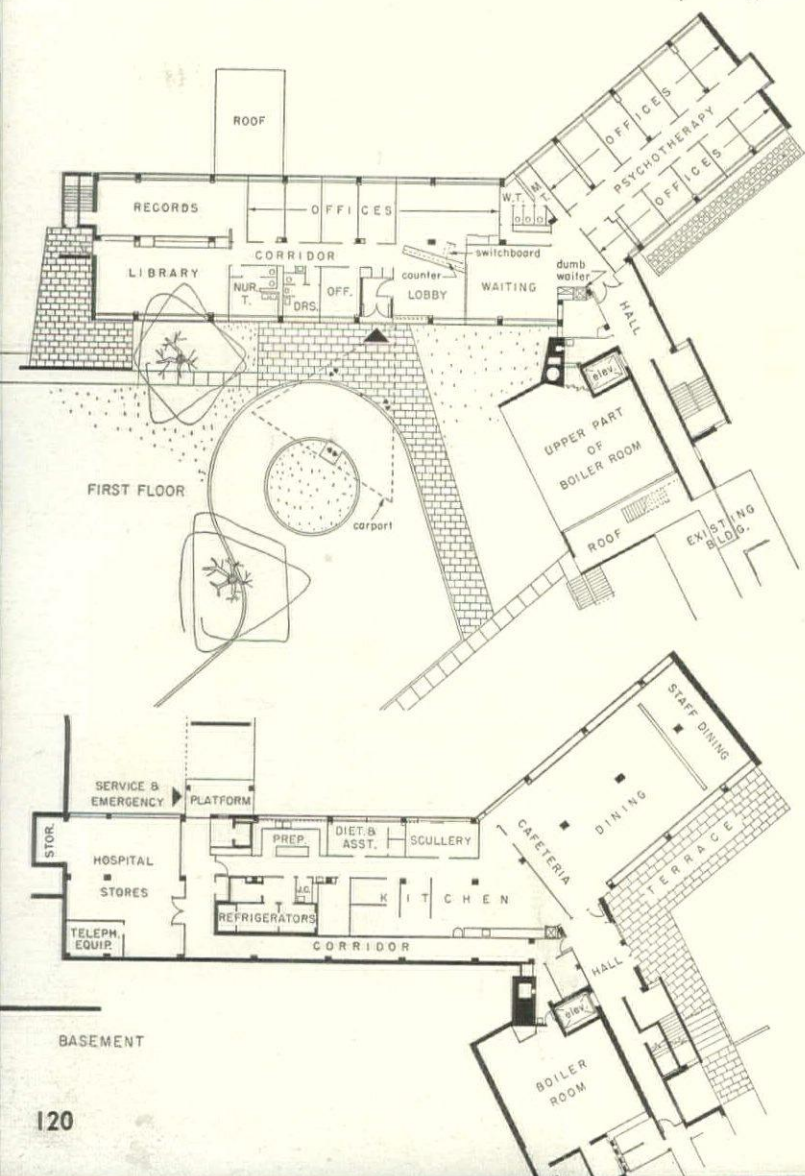 ROOF
OFFICES
PSYCHOTHERAPY
OFFICES
W.T.
M.T.
RECORDS
OFFICES
CORRIDOR
switchboard
counter
LIBRARY
NUR.
T.
DRS.
OFF.
LOBBY
WAITING
dumb
waiter
HALL
elev.
UPPER PART
OF
BOILER ROOM
FIRST FLOOR
carport
ROOF
EXISTING
BLDG.
STAFF DINING
SERVICE &
EMERGENCY
PLATFORM
STOR.
HOSPITAL
STORES
PREP.
DIET. &
ASST.
SCULLERY
CAFETERIA
DINING
TERRACE
J.C.
KITCHEN
REFRIGERATORS
TELEPH.
EQUIP.
CORRIDOR
HALL
elev.
BASEMENT
BOILER
ROOM
120